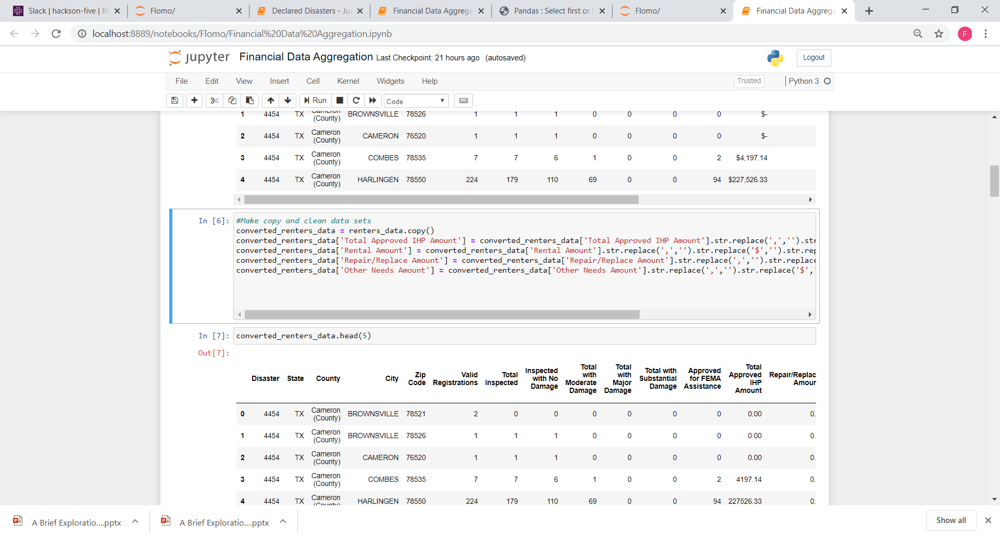 Slack | hackson-five | R
Flomo/
Declared Disasters - Ju
Financial Data Aggrega
Pandas : Select first or
Flomo/
Financial Data Aggrega
localhost:8889/notebooks/Flomo/Financial%20Data%20Aggregation.ipynb
F
jupyter Financial Data Aggregation Last Checkpoint: 21 hours ago (autosaved)
Logout
File Edit View Insert Cell Kernel Widgets Help
Trusted
Python 3
Run
Code
1 4454 TX Cameron (County) BROWNSVILLE 78526 1 1 1 0 0 0 0 $-
2 4454 TX Cameron (County) CAMERON 76520 1 1 1 0 0 0 0 $-
3 4454 TX Cameron (County) COMBES 78535 7 7 6 1 0 0 2 $4,197.14
4 4454 TX Cameron (County) HARLINGEN 78550 224 179 110 69 0 0 94 $227,526.33
In [6]:
#Make copy and clean data sets
converted_renters_data = renters_data.copy()
converted_renters_data['Total Approved IHP Amount'] = converted_renters_data['Total Approved IHP Amount'].str.replace(',','').str
converted_renters_data['Rental Amount'] = converted_renters_data['Rental Amount'].str.replace(',','').str.replace('$','').str.rep
converted_renters_data['Repair/Replace Amount'] = converted_renters_data['Repair/Replace Amount'].str.replace(',','').str.replace
converted_renters_data['Other Needs Amount'] = converted_renters_data['Other Needs Amount'].str.replace(',','').str.replace('$','
In [7]: converted_renters_data.head(5)
Out[7]:
Disaster State County City Zip Code Valid Registrations Total Inspected Inspected with No Damage Total with Moderate Damage Total with Major Damage Total with Substantial Damage Approved for FEMA Assistance Total Approved IHP Amount Repair/Replac Amour
0 4454 TX Cameron (County) BROWNSVILLE 78521 2 0 0 0 0 0 0 0.00 0.
1 4454 TX Cameron (County) BROWNSVILLE 78526 1 1 1 0 0 0 0 0.00 0.
2 4454 TX Cameron (County) CAMERON 76520 1 1 1 0 0 0 0 0.00 0.
3 4454 TX Cameron (County) COMBES 78535 7 7 6 1 0 0 2 4197.14 0.
4 4454 TX Cameron (County) HARLINGEN 78550 224 179 110 69 0 0 94 227526.33 0.
A Brief Exploratio....pptx
A Brief Exploratio....pptx
Show all